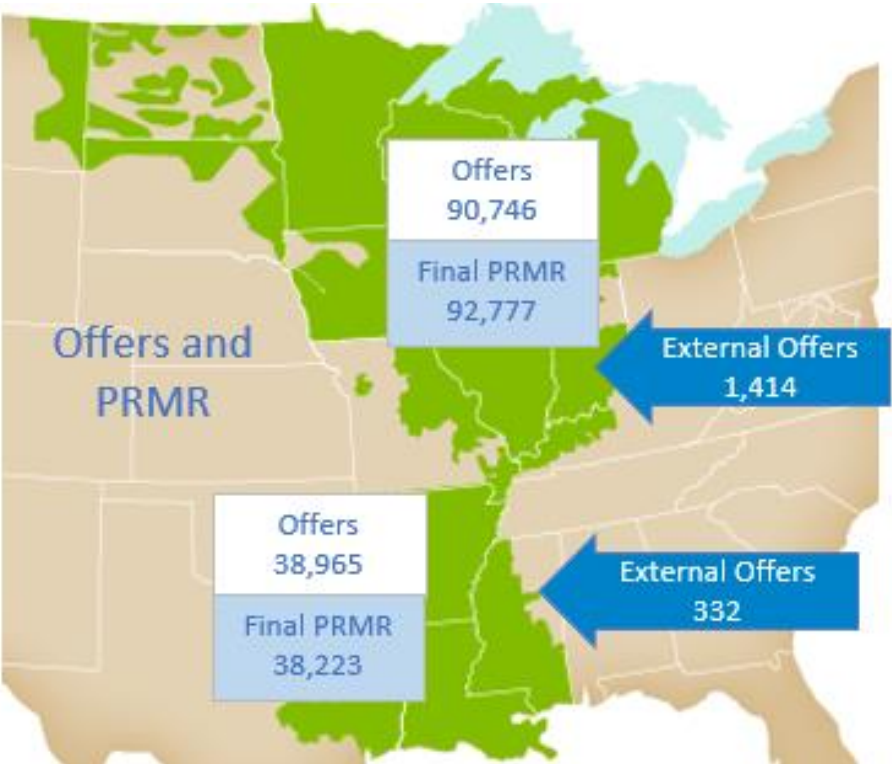 Offers
90,746
Final PRMR
92,777
Offers and
PRMR
External Offers
1,414
Offers
38,965
Final PRMR
38,223
External Offers
332